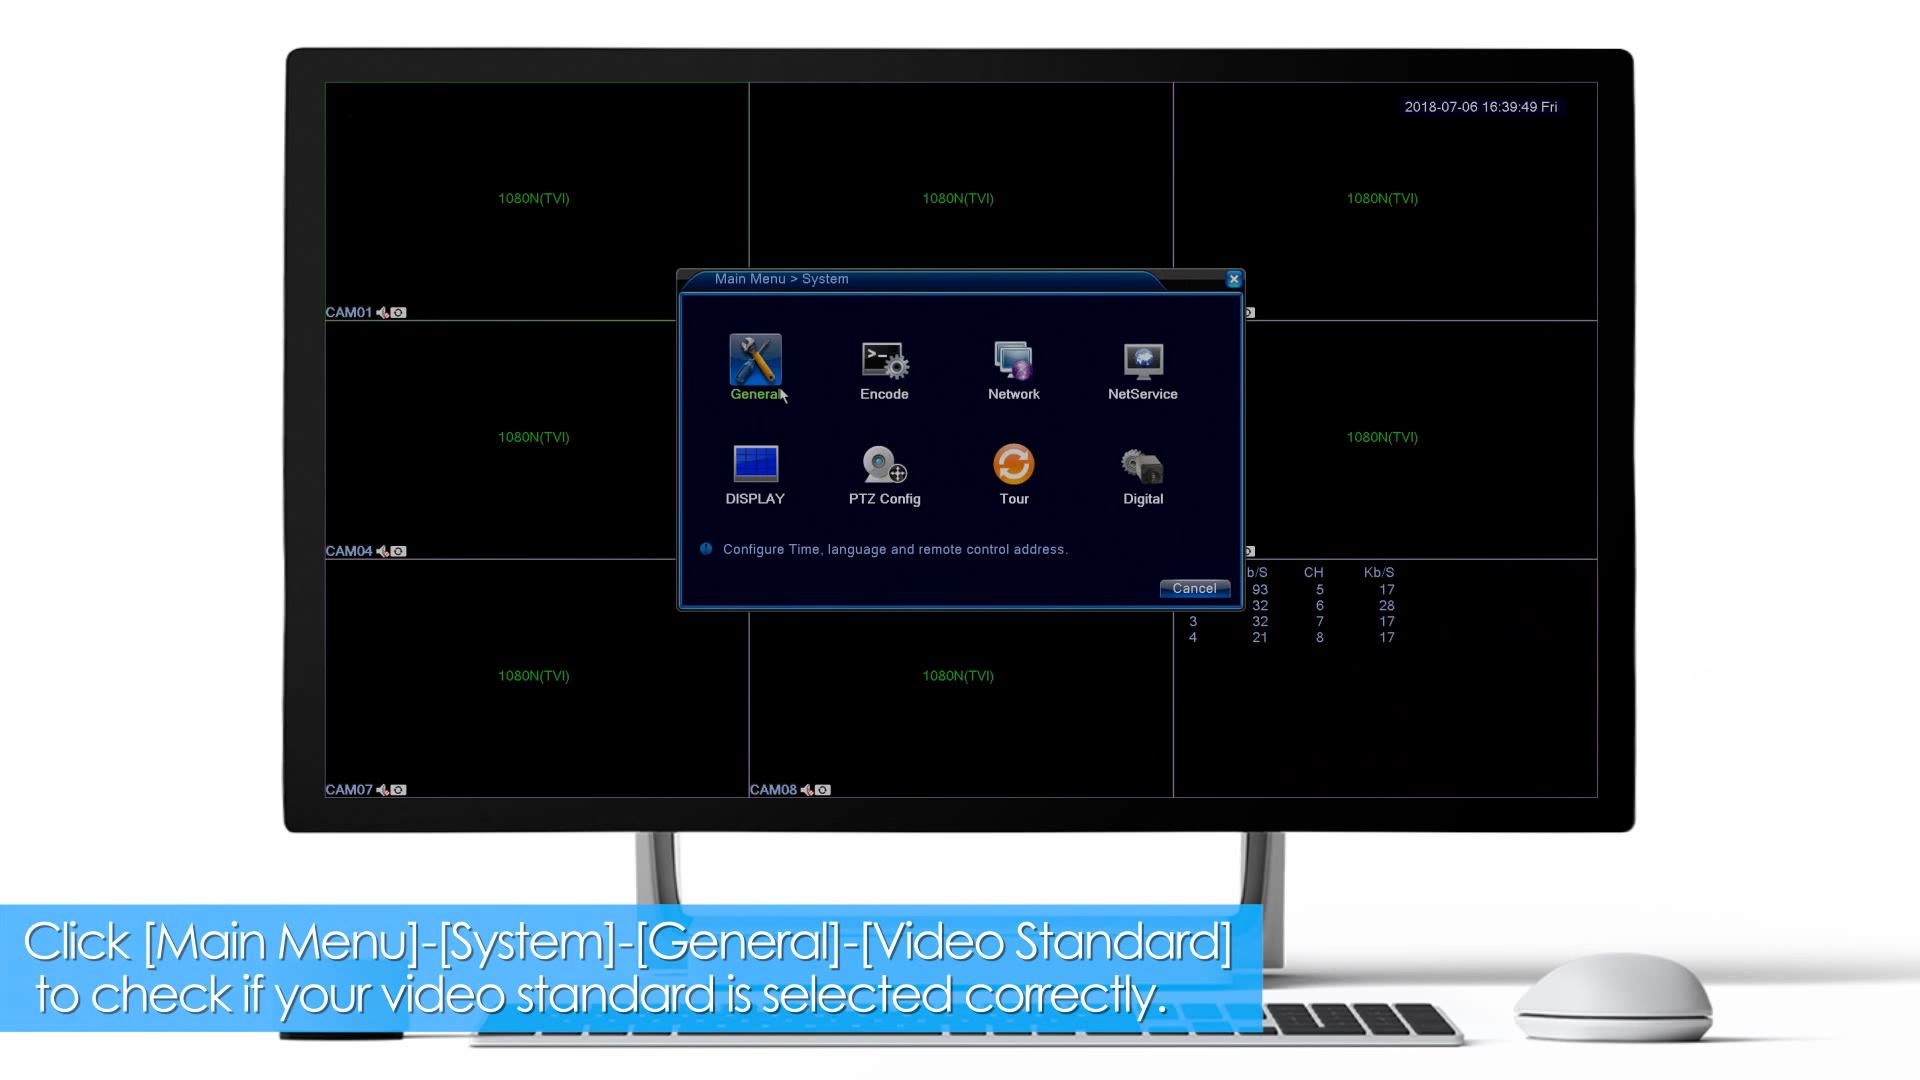 2018-07-06 16:39:49 Fri
1080N(TVI)
1080N(TVI)
1080N(TVI)
Main Menu > System
CAM01
General
Encode
Network
NetService
1080N(TVI)
1080N(TVI)
DISPLAY
PTZ Config
Tour
Digital
CAM04
Configure Time, language and remote control address.
Cancel
b/S CH Kb/S
93 5 17
32 6 28
3 32 7 17
4 21 8 17
1080N(TVI)
1080N(TVI)
CAM07
CAM08
Click [Main Menu]-[System]-[General]-[Video Standard]
to check if your video standard is selected correctly.